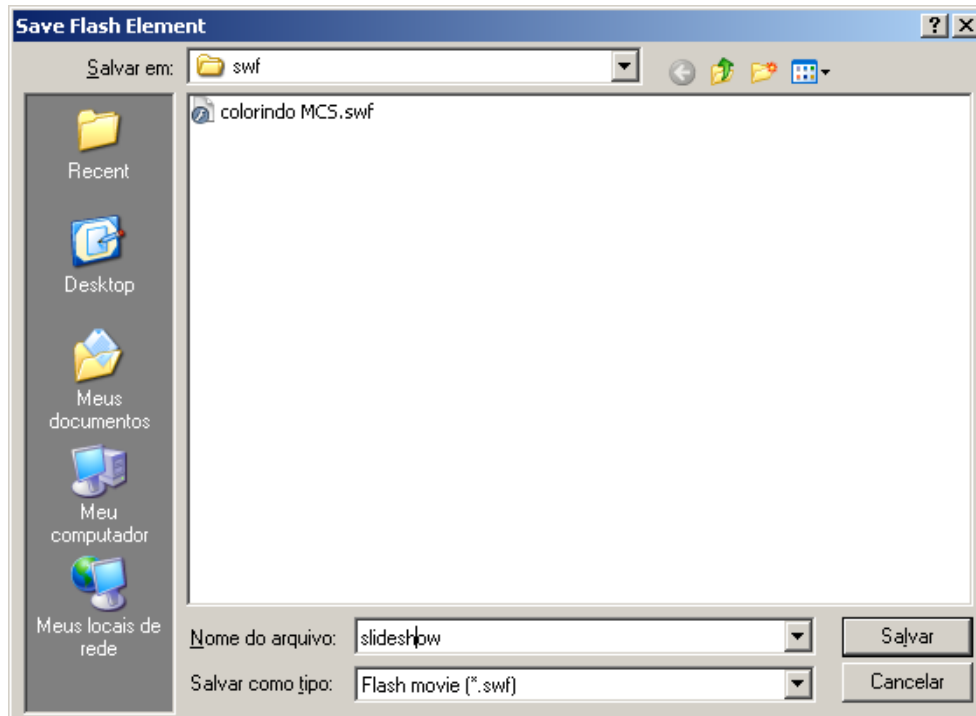 Save Flash Element
Salvar em:
swf
colorindo MCS.swf
Recent
Desktop
Meus
documentos
Meu
computador
Meus locais de
rede
Nome do arquivo:
slideshow
Salvar
Salvar como tipo:
Flash movie (*.swf)
Cancelar